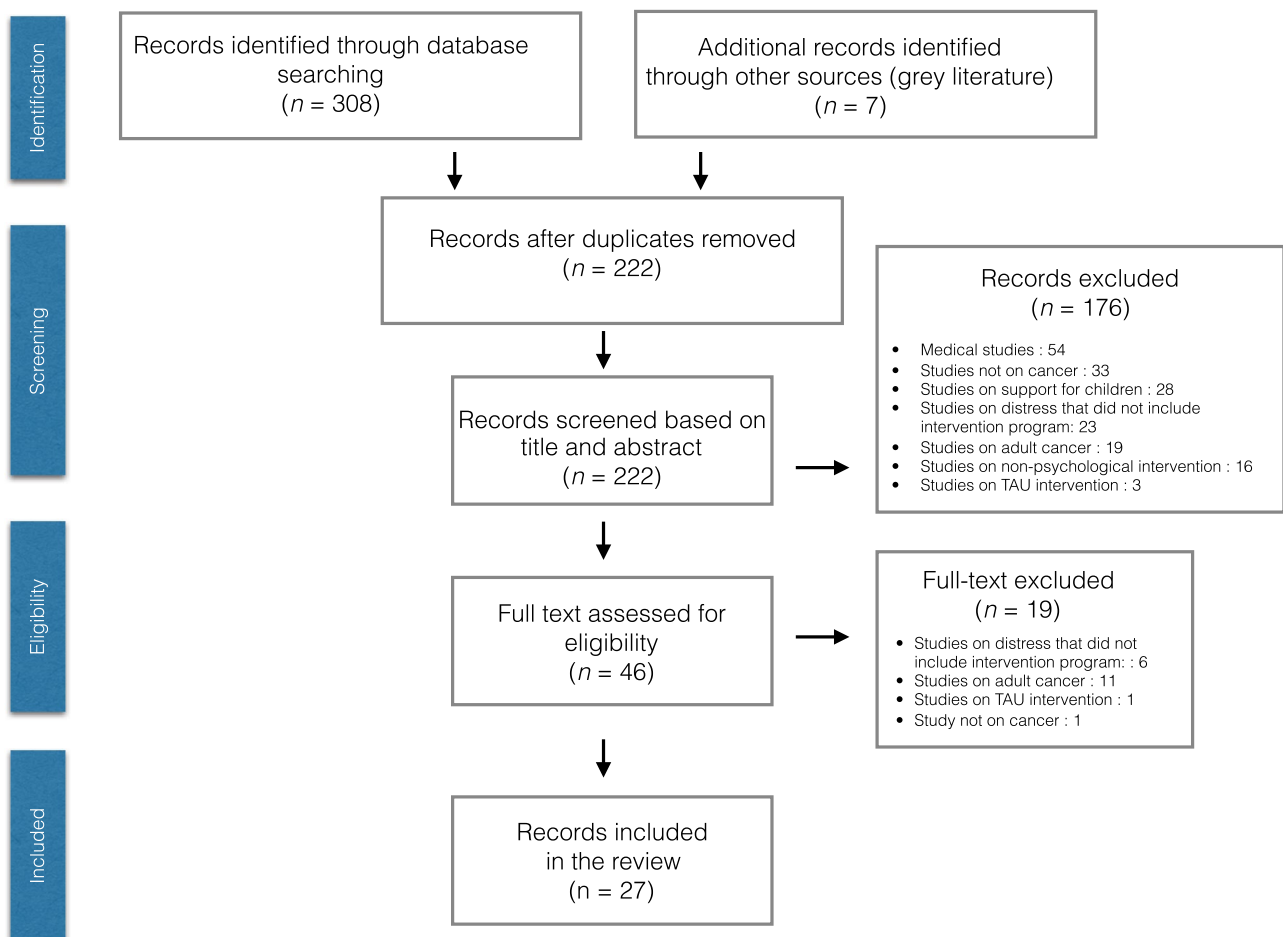 Identification
Records identified through database
searching
(n = 308)
Additional records identified
through other sources (grey literature)
(n = 7)
Screening
Records after duplicates removed
(n = 222)
Records screened based on
title and abstract
(n = 222)
Records excluded
(n = 176)
• Medical studies : 54
• Studies not on cancer : 33
• Studies on support for children : 28
• Studies on distress that did not include
intervention program: 23
• Studies on adult cancer : 19
• Studies on non-psychological intervention : 16
• Studies on TAU intervention : 3
Eligibility
Full text assessed for
eligibility
(n = 46)
Full-text excluded
(n = 19)
• Studies on distress that did not
include intervention program: : 6
• Studies on adult cancer : 11
• Studies on TAU intervention : 1
• Study not on cancer : 1
Included
Records included
in the review
(n = 27)